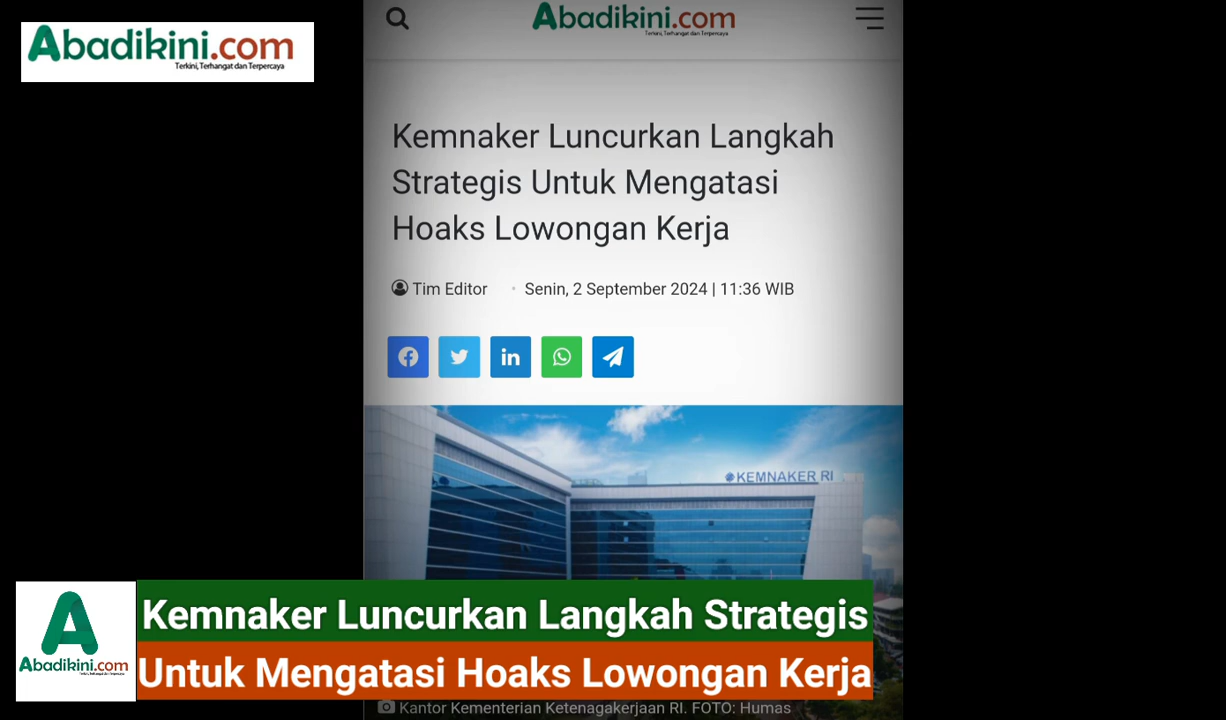 Abadikini.com
Terkini, Terhangat dan Terpercaya
Abadikini.com
Terkini, Terhangat dan Terpercaya
Kemnaker Luncurkan Langkah
Strategis Untuk Mengatasi
Hoaks Lowongan Kerja
Tim Editor • Senin, 2 September 2024 | 11:36 WIB
KEMNAKER RI
Kemnaker Luncurkan Langkah Strategis
Untuk Mengatasi Hoaks Lowongan Kerja
Abadikini.com
Kantor Kementerian Ketenagakerjaan RI. FOTO: Humas